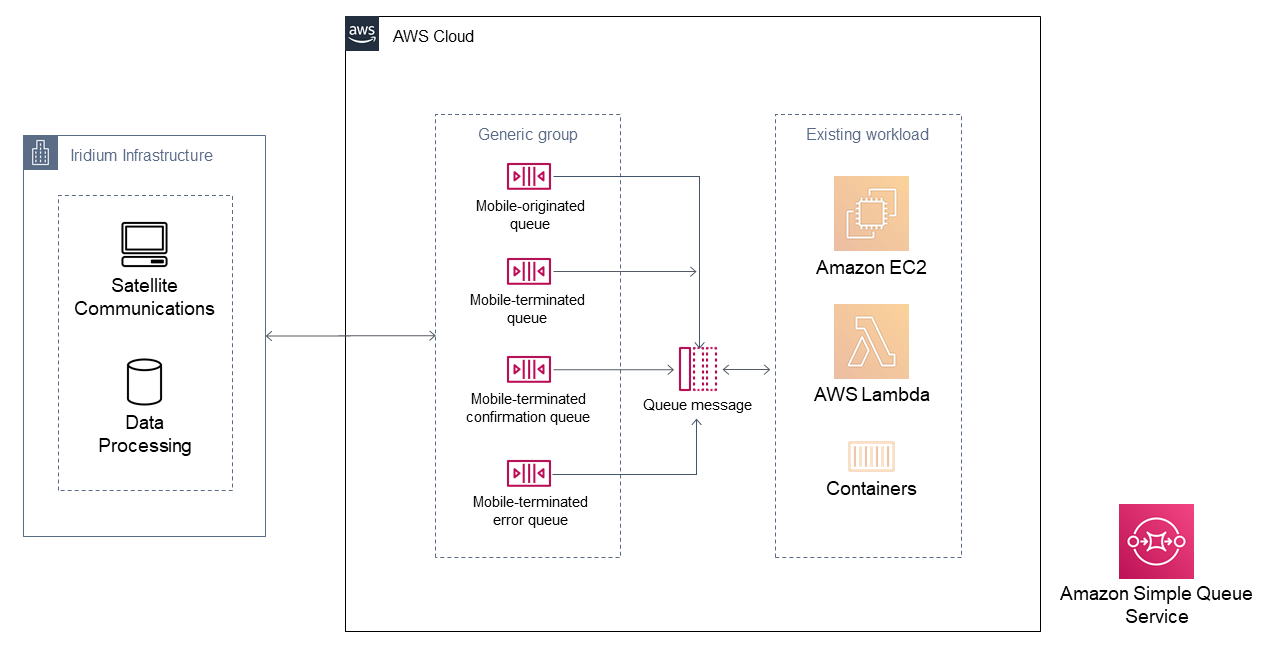 aws
AWS Cloud
Iridium Infrastructure
Satellite
Communications
Data
Processing
Generic group
Mobile-originated
queue
Mobile-terminated
queue
Mobile-terminated
confirmation queue
Mobile-terminated
error queue
Queue message
Existing workload
Amazon EC2
AWS Lambda
Containers
Amazon Simple Queue
Service